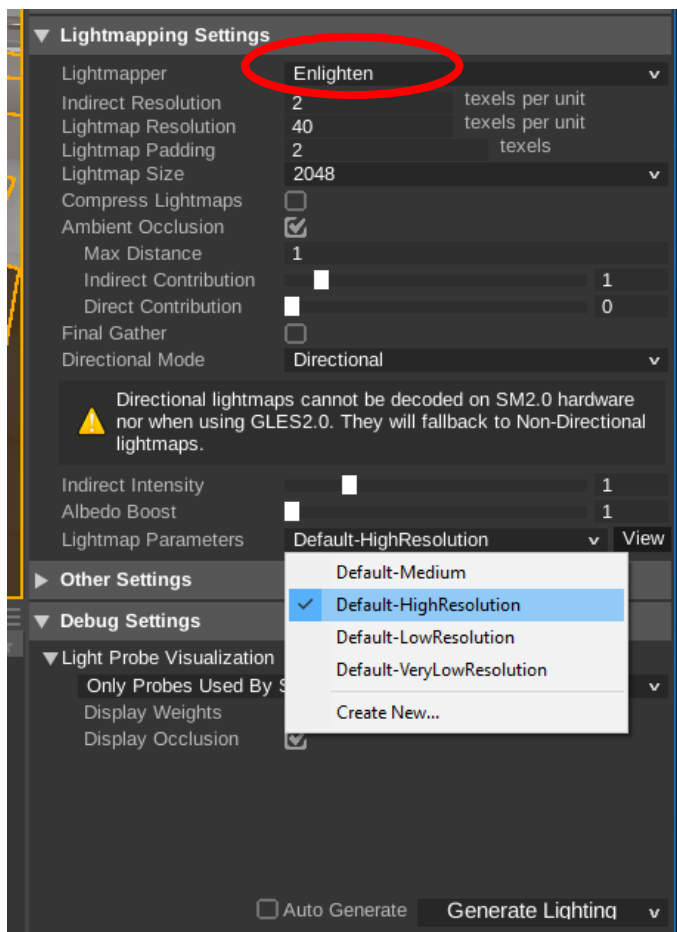 Lightmapping Settings
Lightmapper Enlighten
Indirect Resolution 2 texels per unit
Lightmap Resolution 40 texels per unit
Lightmap Padding 2 texels
Lightmap Size 2048
Compress Lightmaps
Ambient Occlusion
Max Distance 1
Indirect Contribution 1
Direct Contribution 0
Final Gather
Directional Mode Directional
Directional lightmaps cannot be decoded on SM2.0 hardware
nor when using GLES2.0. They will fallback to Non-Directional
lightmaps.
Indirect Intensity 1
Albedo Boost 1
Lightmap Parameters Default-HighResolution View
Default-Medium
Other Settings
Default-HighResolution
Debug Settings
Default-LowResolution
Light Probe Visualization
Default-VeryLowResolution
Only Probes Used By
Display Weights
Create New...
Display Occlusion
Auto Generate Generate Lighting